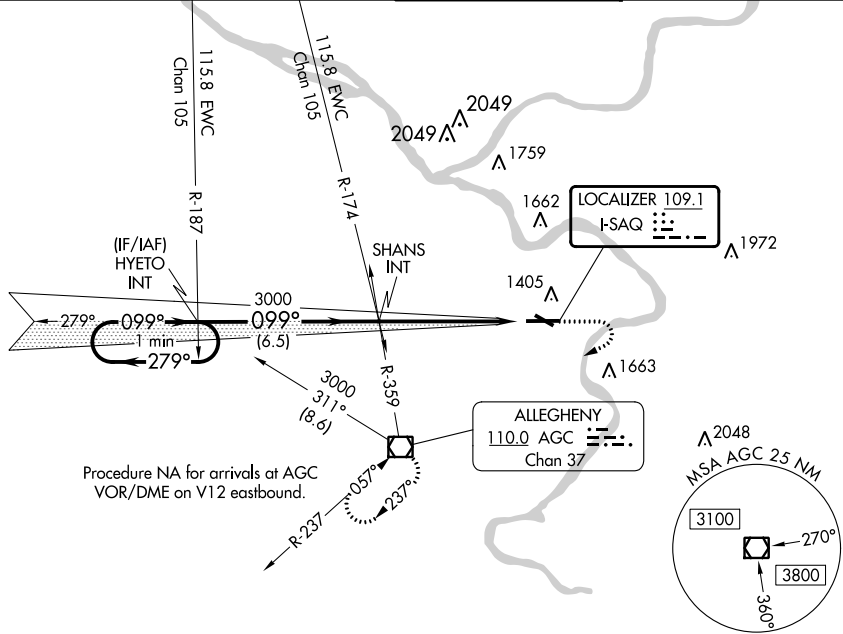 115.8 EWC
Chan 105
R-187
115.8 EWC
Chan 105
R-174
2049
2049
1759
1662
LOCALIZER 109.1
I-SAQ
1972
(IF/IAF)
HYETO
INT
SHANS
INT
1405
3000
279°
099°
099°
1 min
(6.5)
279°
1663
3000
311°
(8.6)
R-359
ALLEGHENY
110.0 AGC
Chan 37
2048
Procedure NA for arrivals at AGC
VOR/DME on V12 eastbound.
057°
237°
R-237
MSA AGC 25 NM
3100
270°
3800
360°